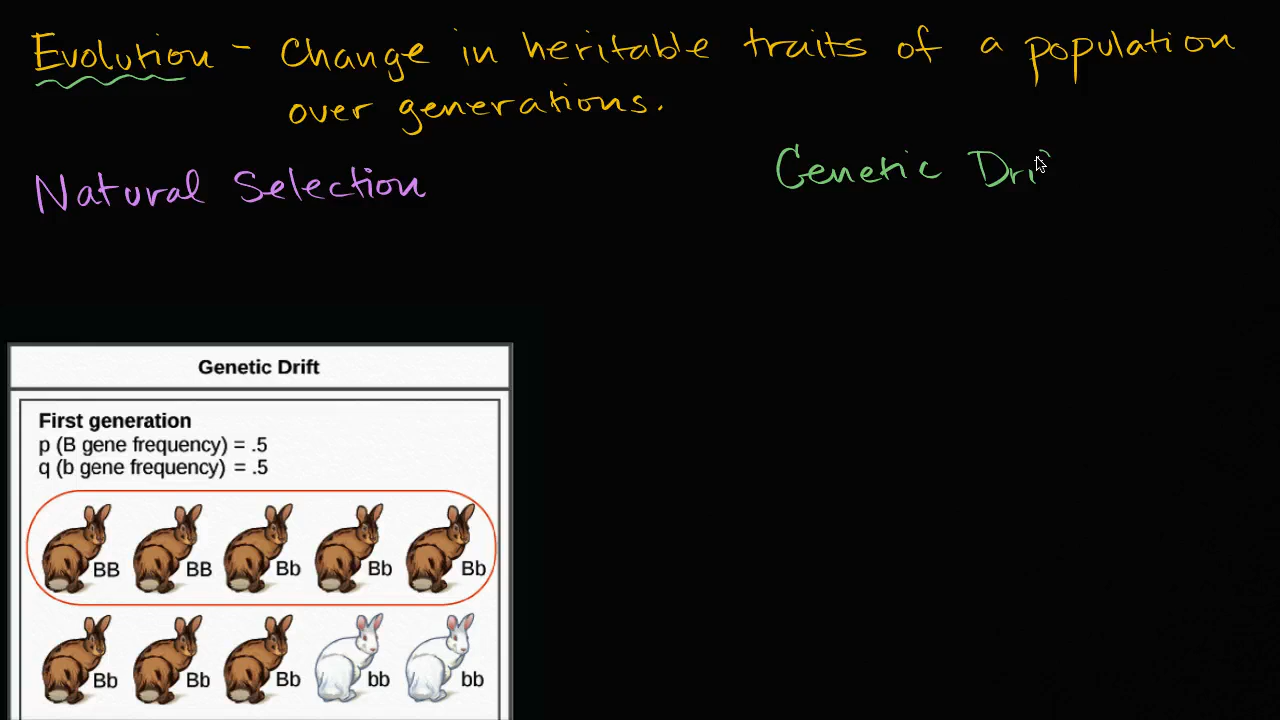 Evolution - Change in heritable traits of a population
over generations.
Natural Selection
Genetic Dri
Genetic Drift
First generation
p (B gene frequency) = .5
q (b gene frequency) = .5
BB BB Bb Bb Bb
Bb Bb Bb bb bb